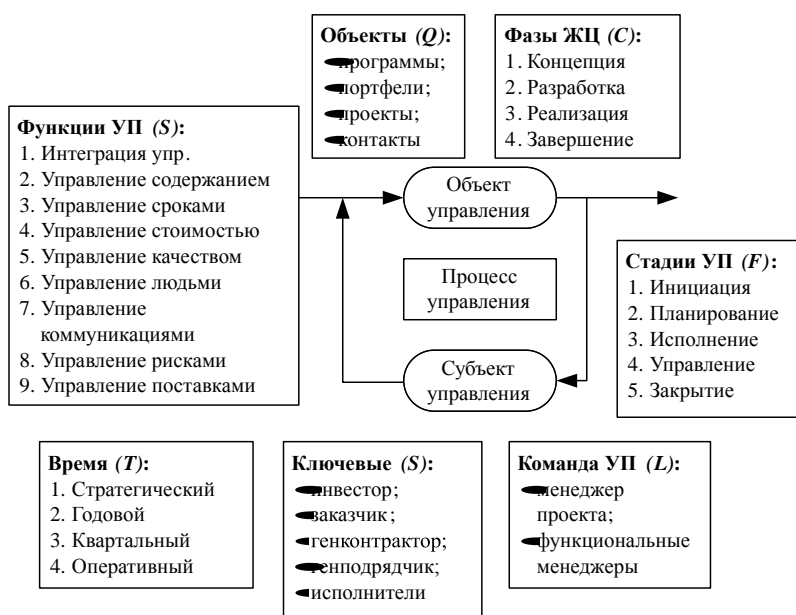 Объекты (Q):
программы;
портфели;
проекты;
контакты
Фазы ЖЦ (C):
1. Концепция
2. Разработка
3. Реализация
4. Завершение
Функции УП (S):
1. Интеграция упр.
2. Управление содержанием
3. Управление сроками
4. Управление стоимостью
5. Управление качеством
6. Управление людьми
7. Управление
коммуникациями
8. Управление рисками
9. Управление поставками
Объект
управления
Процесс
управления
Субъект
управления
Стадии УП (F):
1. Инициация
2. Планирование
3. Исполнение
4. Управление
5. Закрытие
Время (T):
1. Стратегический
2. Годовой
3. Квартальный
4. Оперативный
Ключевые (S):
инвестор;
заказчик;
генконтрактор;
генподрядчик;
исполнители
Команда УП (L):
менеджер
проекта;
функциональные
менеджеры